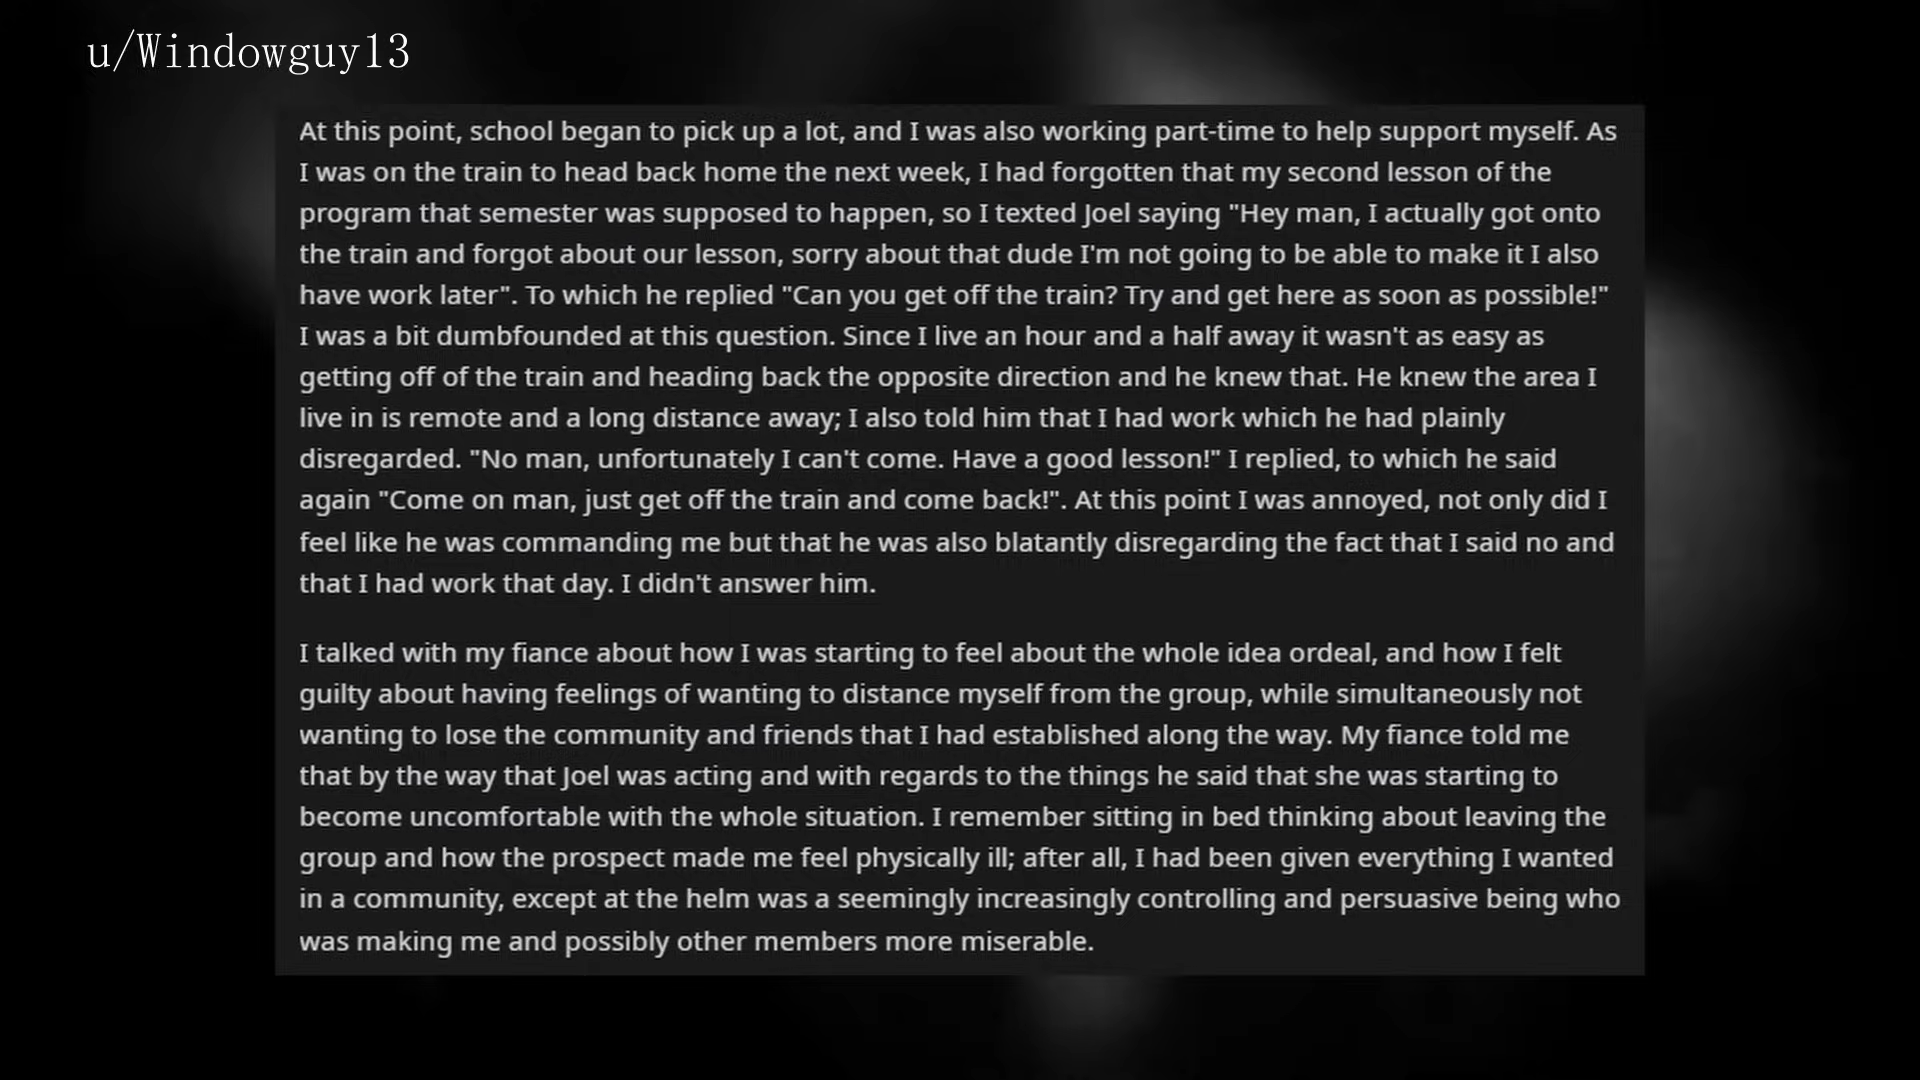 u/Windowguy13
At this point, school began to pick up a lot, and I was also working part-time to help support myself. As
I was on the train to head back home the next week, I had forgotten that my second lesson of the
program that semester was supposed to happen, so I texted Joel saying "Hey man, I actually got onto
the train and forgot about our lesson, sorry about that dude I'm not going to be able to make it I also
have work later". To which he replied "Can you get off the train? Try and get here as soon as possible!"
I was a bit dumbfounded at this question. Since I live an hour and a half away it wasn't as easy as
getting off of the train and heading back the opposite direction and he knew that. He knew the area I
live in is remote and a long distance away; I also told him that I had work which he had plainly
disregarded. "No man, unfortunately I can't come. Have a good lesson!" I replied, to which he said
again "Come on man, just get off the train and come back!". At this point I was annoyed, not only did I
feel like he was commanding me but that he was also blatantly disregarding the fact that I said no and
that I had work that day. I didn't answer him.
I talked with my fiance about how I was starting to feel about the whole idea ordeal, and how I felt
guilty about having feelings of wanting to distance myself from the group, while simultaneously not
wanting to lose the community and friends that I had established along the way. My fiance told me
that by the way that Joel was acting and with regards to the things he said that she was starting to
become uncomfortable with the whole situation. I remember sitting in bed thinking about leaving the
group and how the prospect made me feel physically ill; after all, I had been given everything I wanted
in a community, except at the helm was a seemingly increasingly controlling and persuasive being who
was making me and possibly other members more miserable.